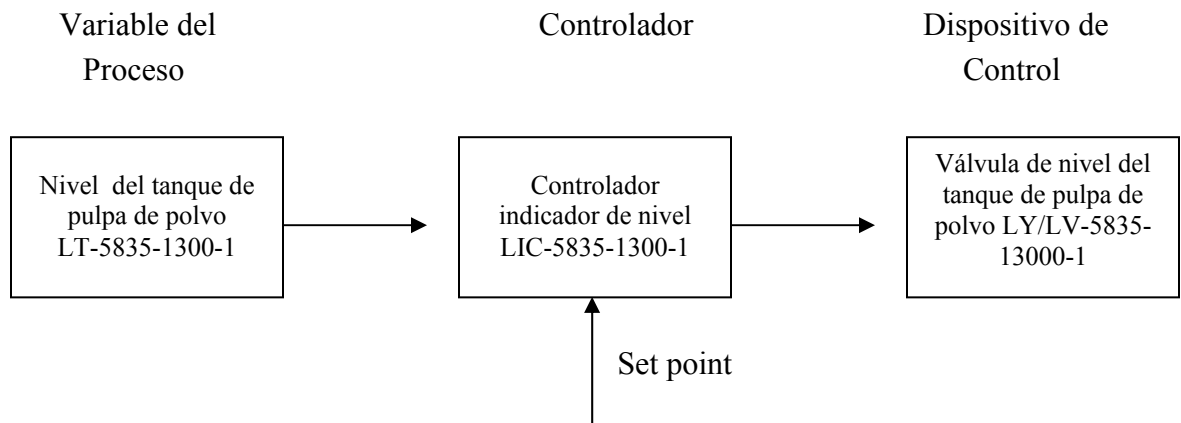 Variable del
Proceso
Controlador
Dispositivo de
Control
Nivel del tanque de
pulpa de polvo
LT-5835-1300-1
Controlador
indicador de nivel
LIC-5835-1300-1
Válvula de nivel del
tanque de pulpa de
polvo LY/LV-5835-
13000-1
Set point